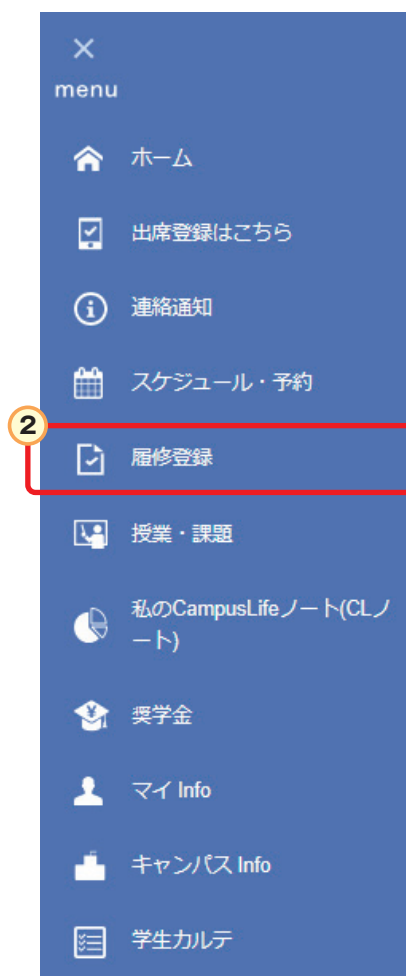 ×
menu
ホーム
出席登録はこちら
連絡通知
スケジュール・予約
2
履修登録
授業・課題
私のCampusLifeノート(CLノ
ート)
奨学金
マイ Info
キャンパス Info
学生カルテ